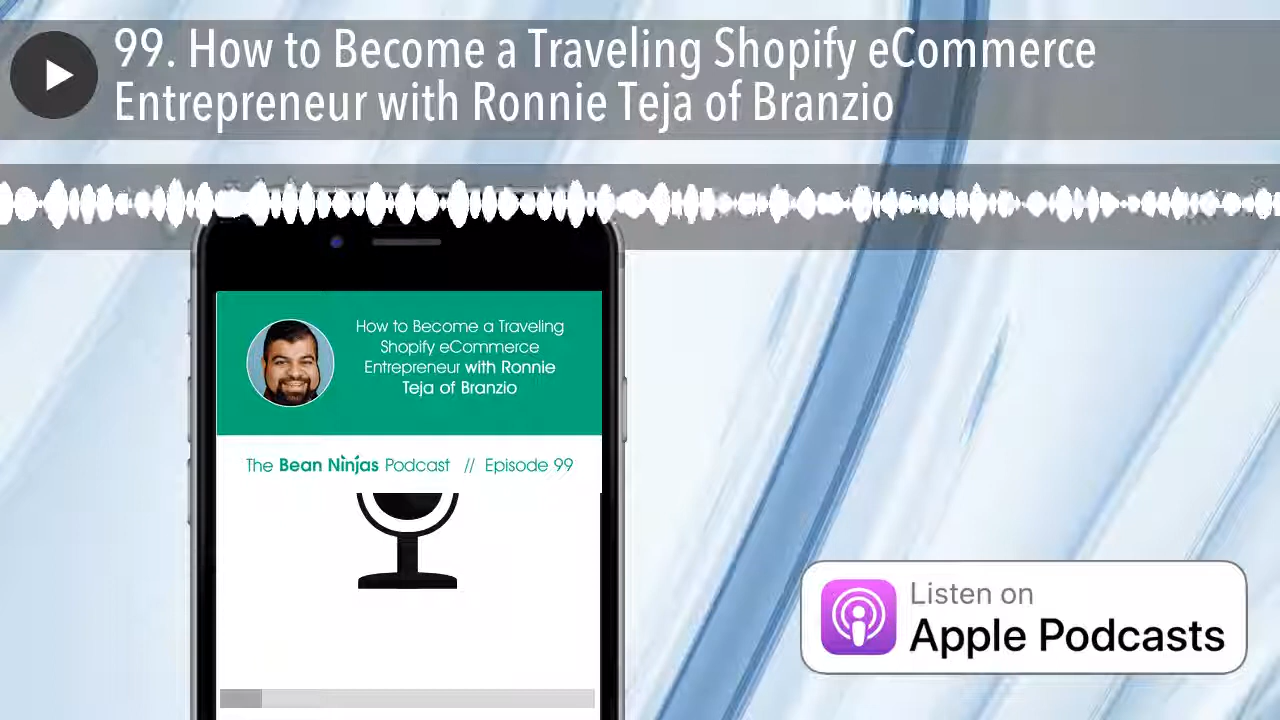 99. How to Become a Traveling Shopify eCommerce
Entrepreneur with Ronnie Teja of Branzio
How to Become a Traveling
Shopify eCommerce
Entrepreneur with Ronnie
Teja of Branzio
The Bean Ninjas Podcast // Episode 99
Listen on
Apple Podcasts